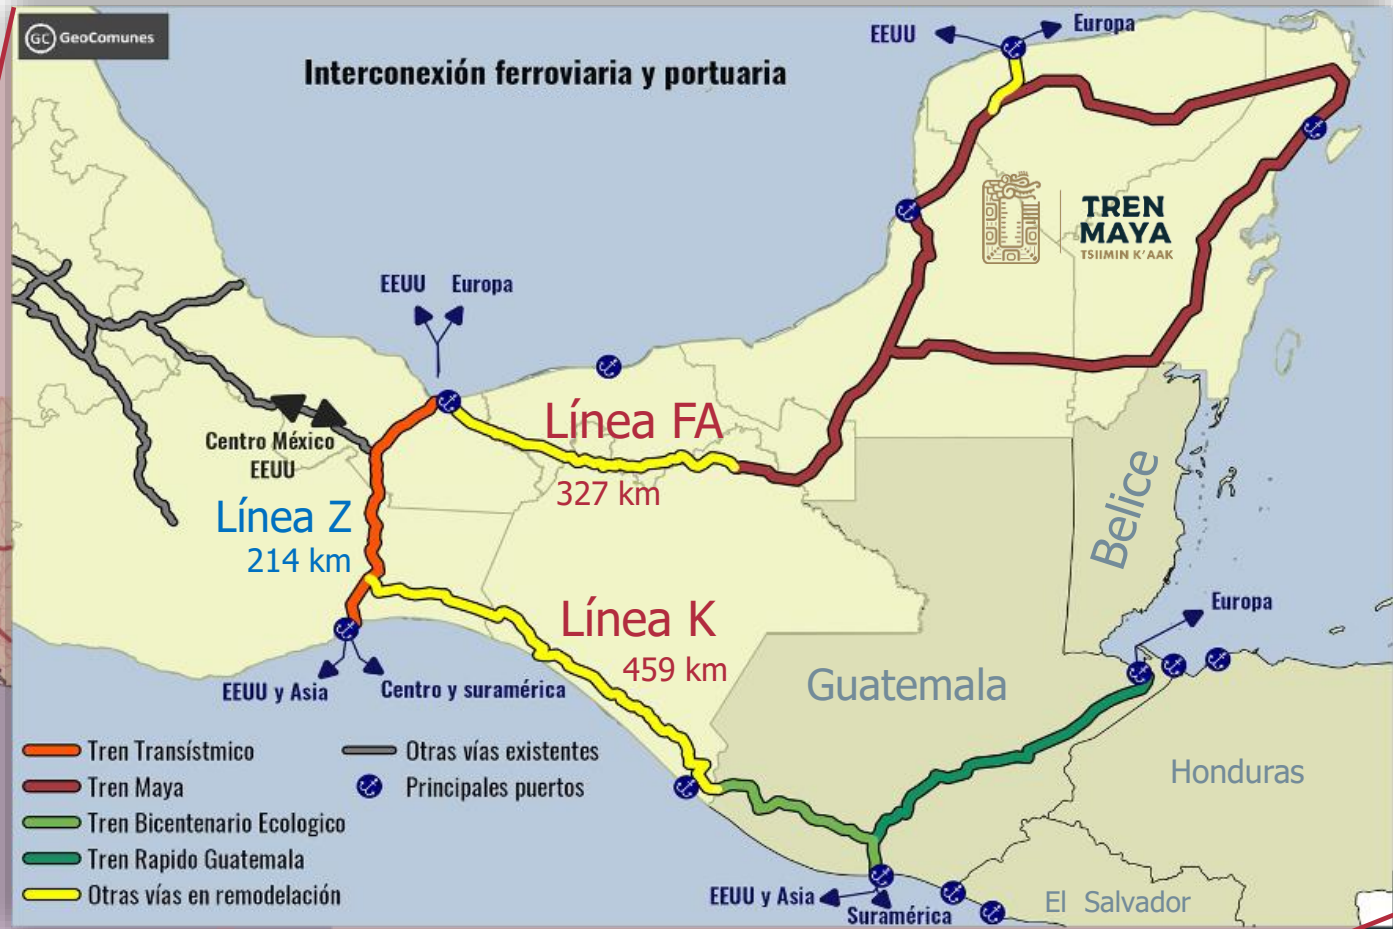 GC GeoComunes
Interconexión ferroviaria y portuaria
EEUU
Europa
TREN
MAYA
TSIIMIN K'AAK
EEUU
Europa
Centro México
EEUU
Línea FA
327 km
Línea Z
214 km
Línea K
459 km
Belice
Guatemala
Europa
Honduras
El Salvador
EEUU y Asia
Centro y suramérica
EEUU y Asia
Suramérica
Tren Transístmico
Tren Maya
Tren Bicentenario Ecologico
Tren Rapido Guatemala
Otras vías en remodelación
Otras vías existentes
Principales puertos